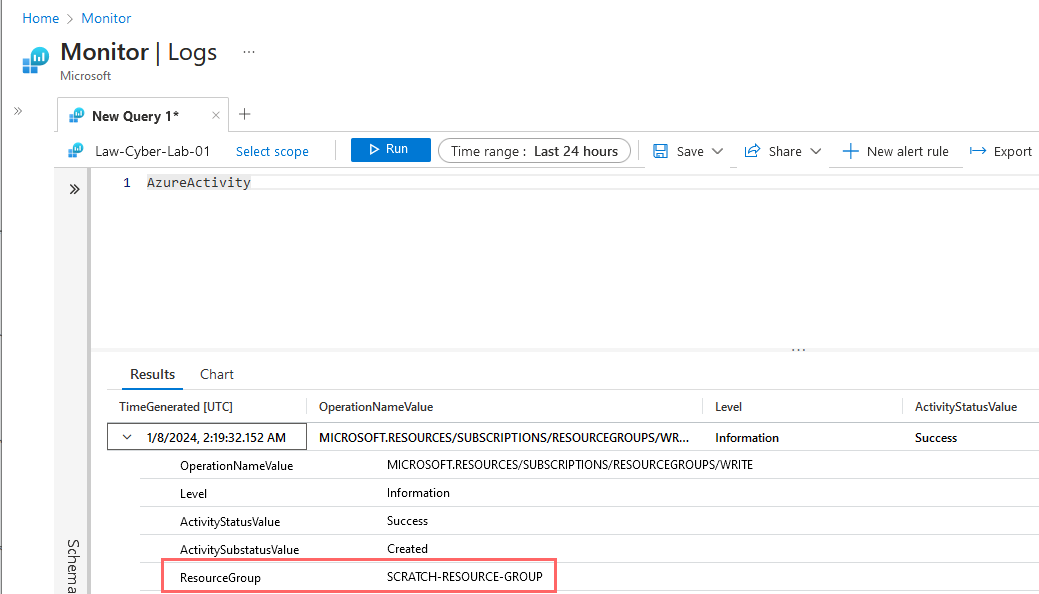 Home > Monitor
Monitor | Logs ...
Microsoft
»
New Query 1* × +
Law-Cyber-Lab-01 Select scope Run Time range : Last 24 hours Save Share New alert rule Export
» 1 AzureActivity
...
Results Chart
TimeGenerated [UTC] OperationNameValue Level ActivityStatusValue
1/8/2024, 2:19:32.152 AM MICROSOFT.RESOURCES/SUBSCRIPTIONS/RESOURCEGROUPS/WR... Information Success
OperationNameValue MICROSOFT.RESOURCES/SUBSCRIPTIONS/RESOURCEGROUPS/WRITE
Level Information
ActivityStatusValue Success
ActivitySubstatusValue Created
ResourceGroup SCRATCH-RESOURCE-GROUP
Schema